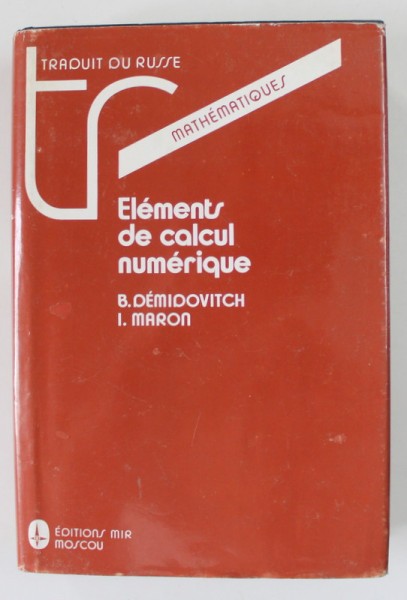 TRADUIT DU RUSSE
tr
MATHÉMATIQUES
Eléments
de calcul
numérique
B. DÉMIDOVITCH
I. MARON
ÉDITIONS MIR
MOSCOU